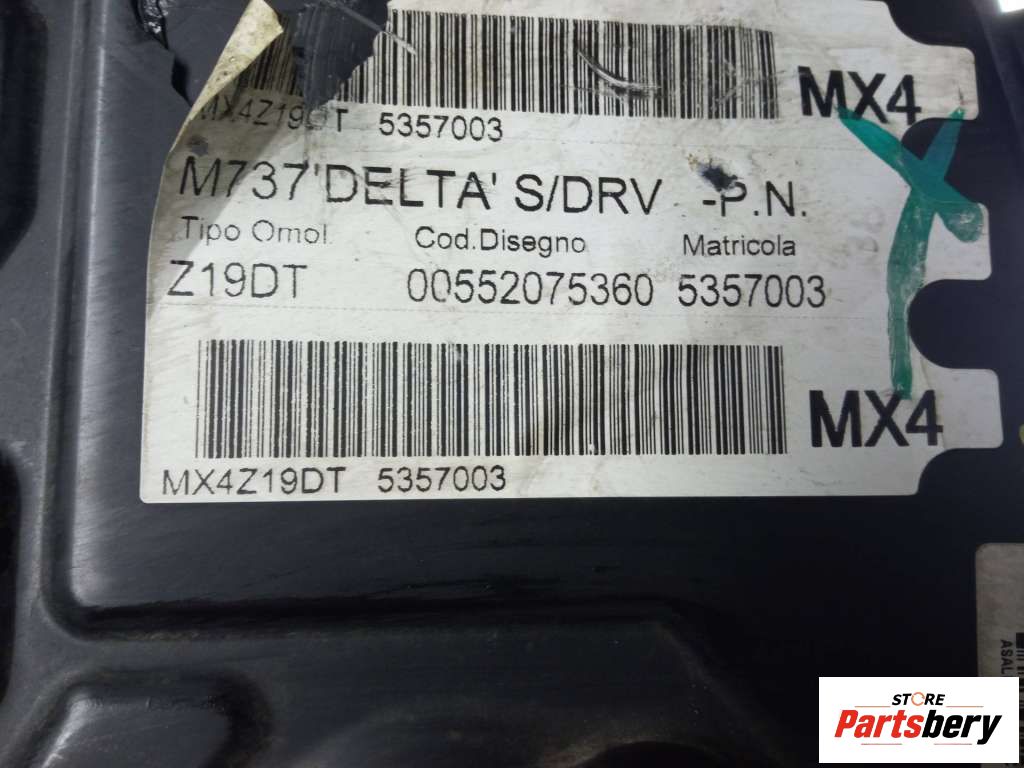 MX4
MX4Z19DT 5357003
M737'DELTA' S/DRV -P.N.
Tipo Omol. Cod.Disegno Matricola
Z19DT 00552075360 5357003
MX4
MX4Z19DT 5357003
ASAL
STORE
Partsbery